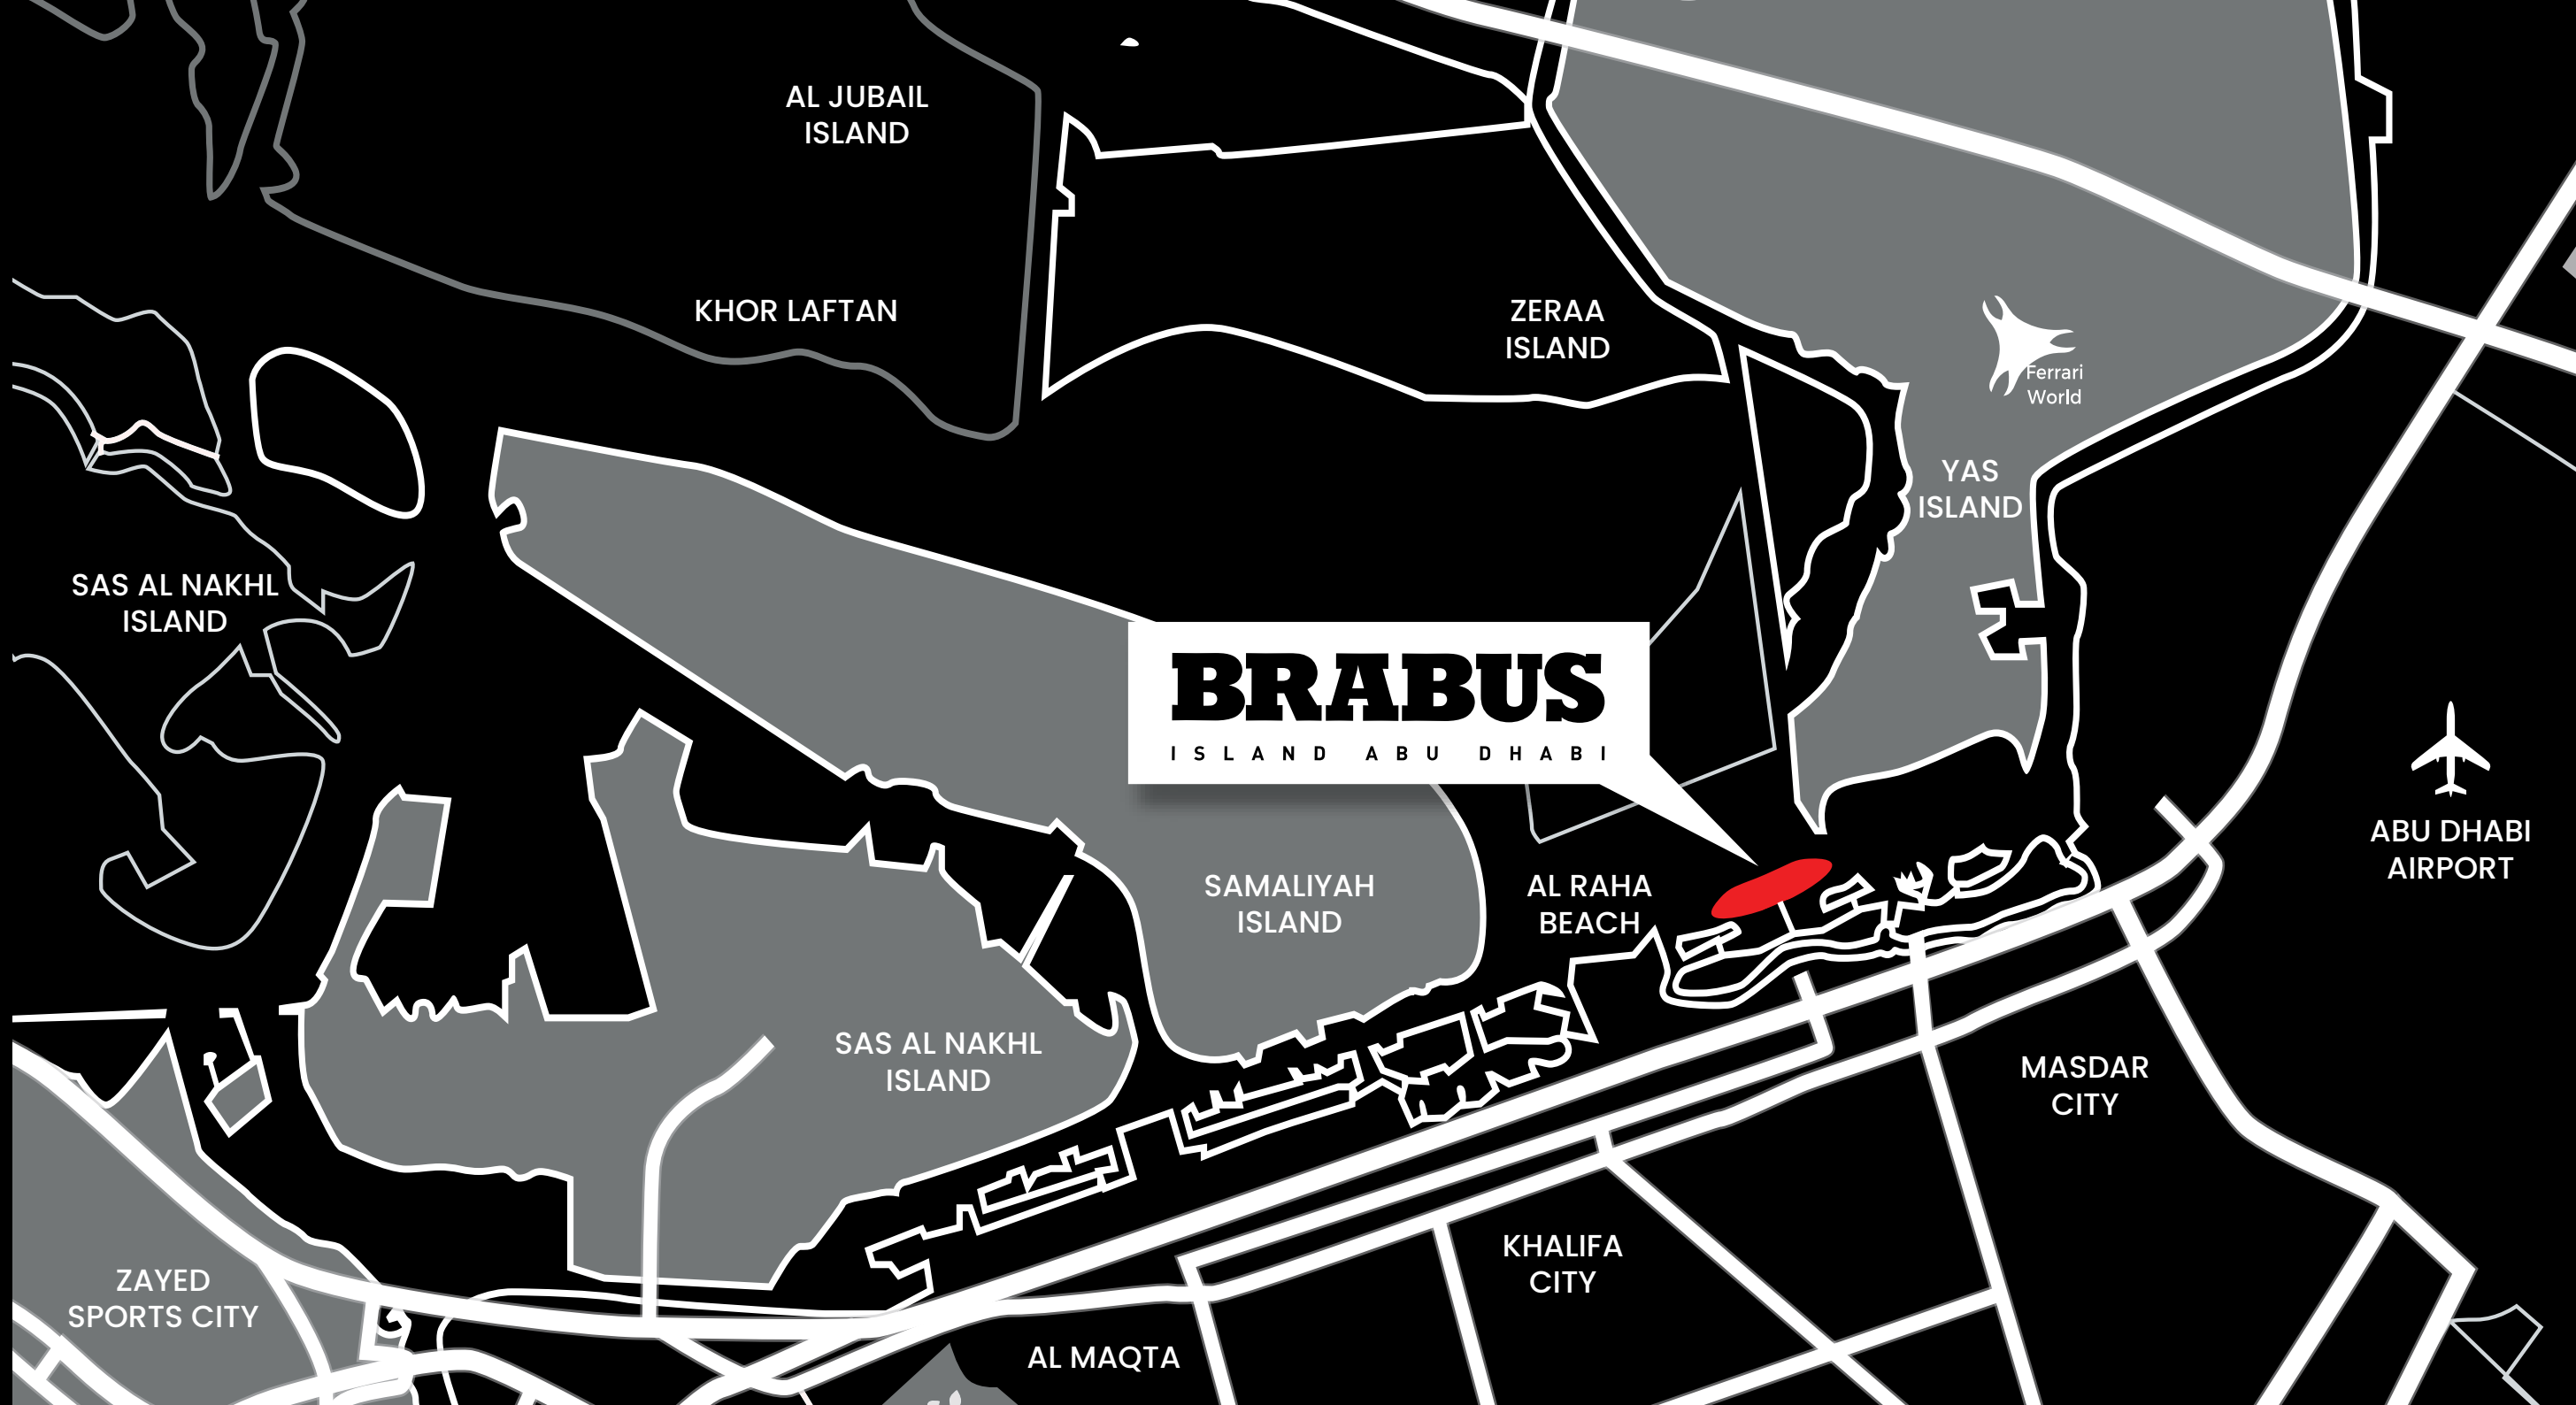 AL JUBAIL
ISLAND
KHOR LAFTAN
ZERAA
ISLAND
Ferrari
World
YAS
ISLAND
SAS AL NAKHL
ISLAND
BRABUS
ISLAND ABU DHABI
ABU DHABI
AIRPORT
SAMALIYAH
ISLAND
AL RAHA
BEACH
SAS AL NAKHL
ISLAND
MASDAR
CITY
KHALIFA
CITY
ZAYED
SPORTS CITY
AL MAQTA